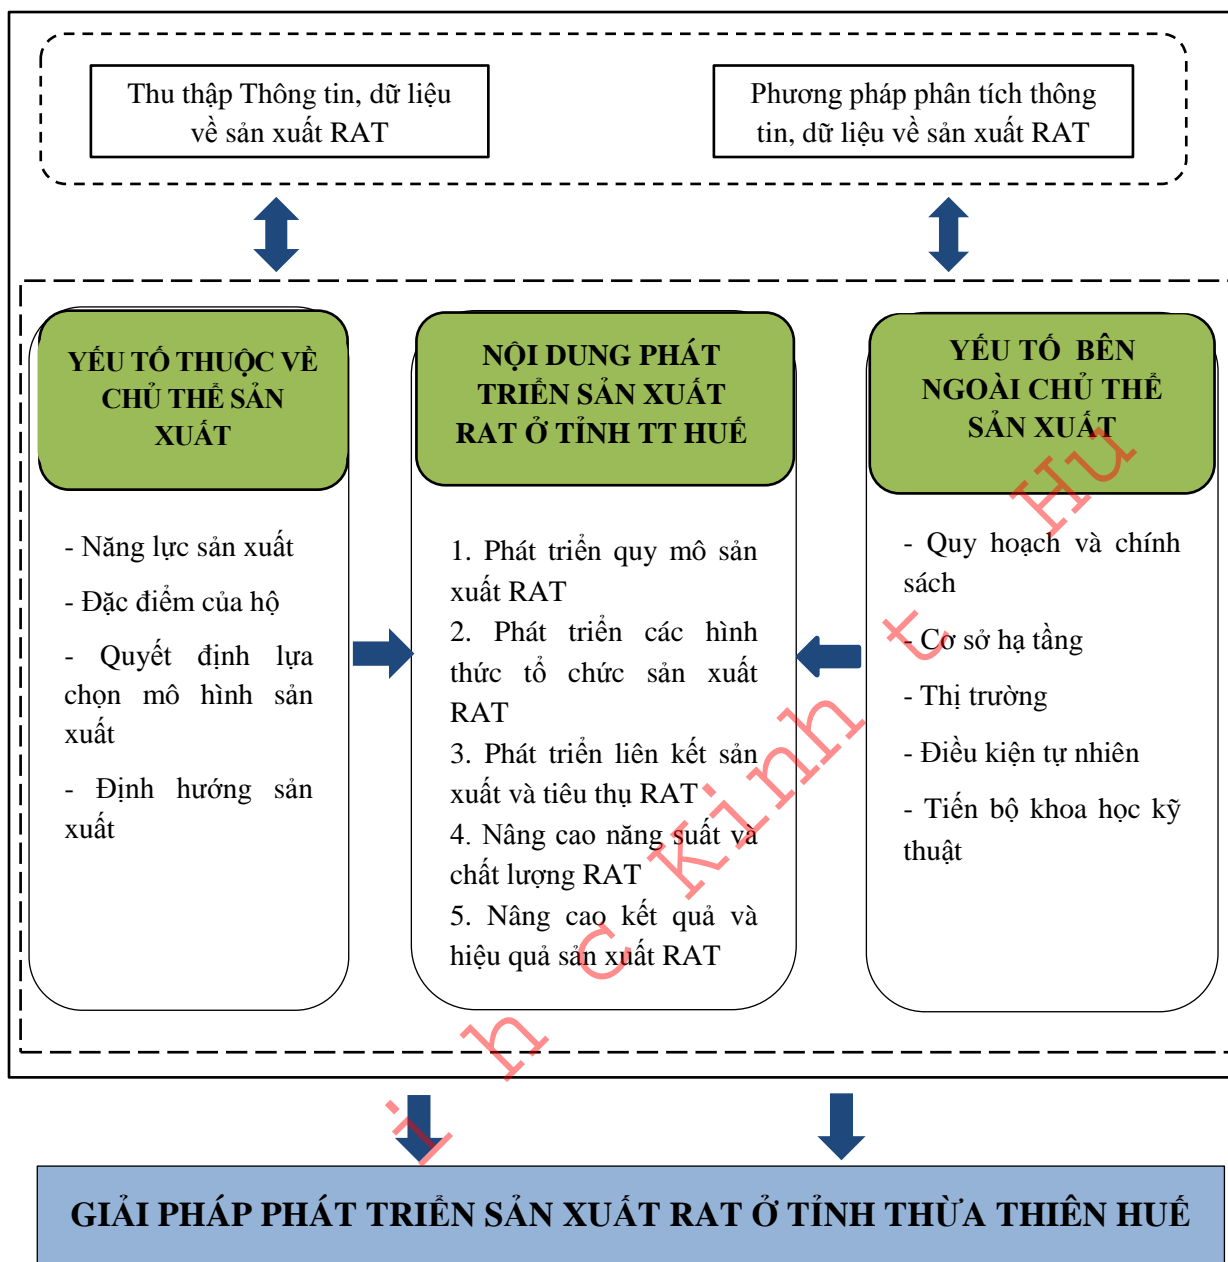 Thu thập Thông tin, dữ liệu
về sản xuất RAT
Phương pháp phân tích thông
tin, dữ liệu về sản xuất RAT
YẾU TỐ THUỘC VỀ
CHỦ THỂ SẢN
XUẤT
- Năng lực sản xuất
- Đặc điểm của hộ
- Quyết định lựa
chọn mô hình sản
xuất
- Định hướng sản
xuất
NỘI DUNG PHÁT
TRIỂN SẢN XUẤT
RAT Ở TỈNH TT HUẾ
1. Phát triển quy mô sản
xuất RAT
2. Phát triển các hình
thức tổ chức sản xuất
RAT
3. Phát triển liên kết sản
xuất và tiêu thụ RAT
4. Nâng cao năng suất và
chất lượng RAT
5. Nâng cao kết quả và
hiệu quả sản xuất RAT
YẾU TỐ BÊN
NGOÀI CHỦ THỂ
SẢN XUẤT
- Quy hoạch và chính
sách
- Cơ sở hạ tầng
- Thị trường
- Điều kiện tự nhiên
- Tiến bộ khoa học kỹ
thuật
i h c Kinh t Hu
GIẢI PHÁP PHÁT TRIỂN SẢN XUẤT RAT Ở TỈNH THỪA THIÊN HUẾ